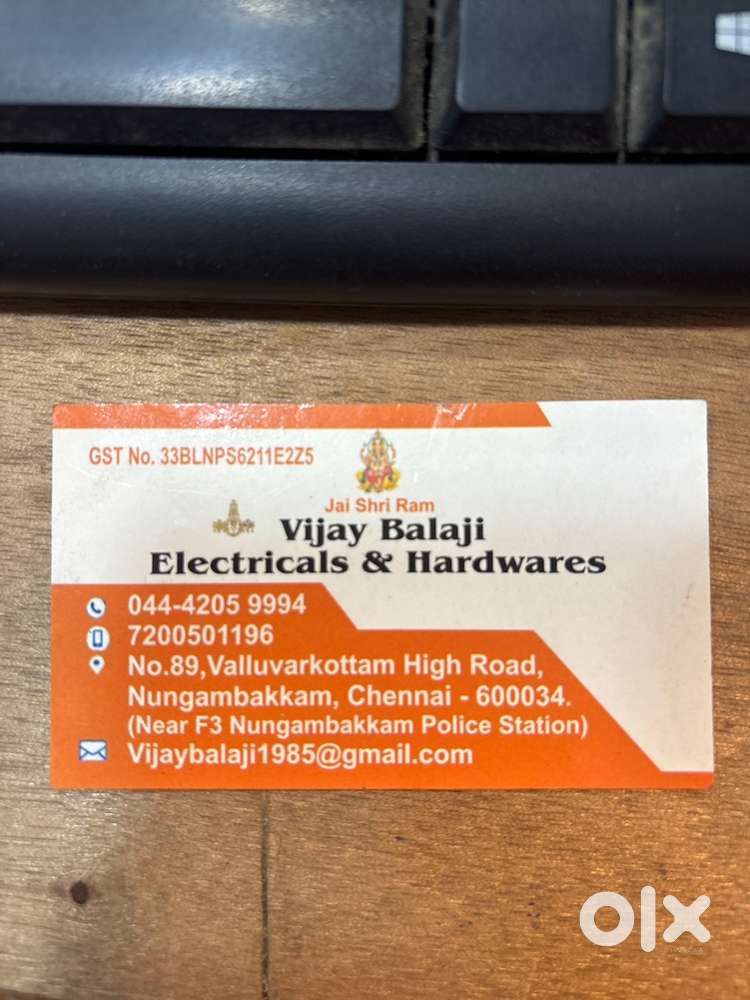 GST No. 33BLNPS6211E2Z5
Jai Shri Ram
Vijay Balaji
Electricals & Hardwares
044-4205 9994
7200501196
No.89,Valluvarkottam High Road,
Nungambakkam, Chennai - 600034.
(Near F3 Nungambakkam Police Station)
Vijaybalaji1985@gmail.com
olx